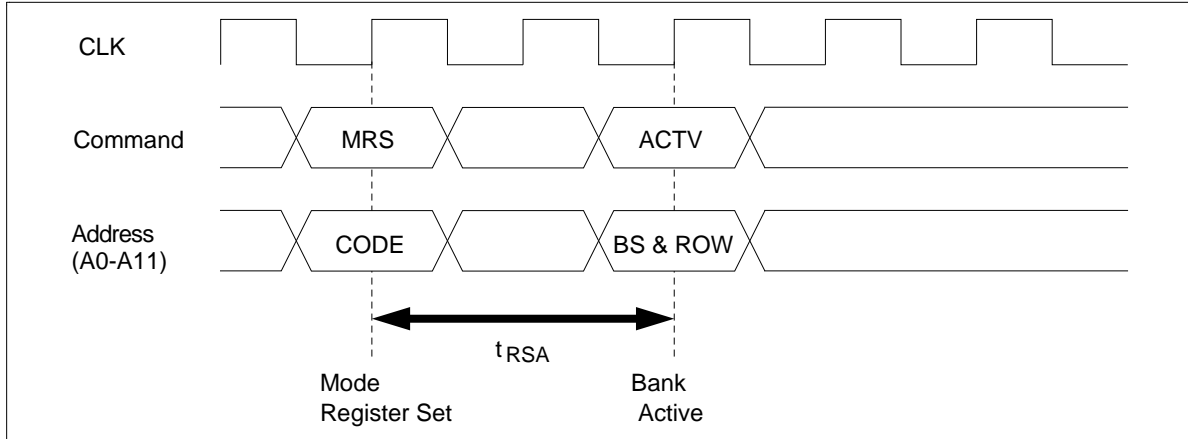 CLK
Command
MRS
ACTV
Address
(A0-A11)
CODE
BS & ROW
tRSA
Mode
Register Set
Bank
Active